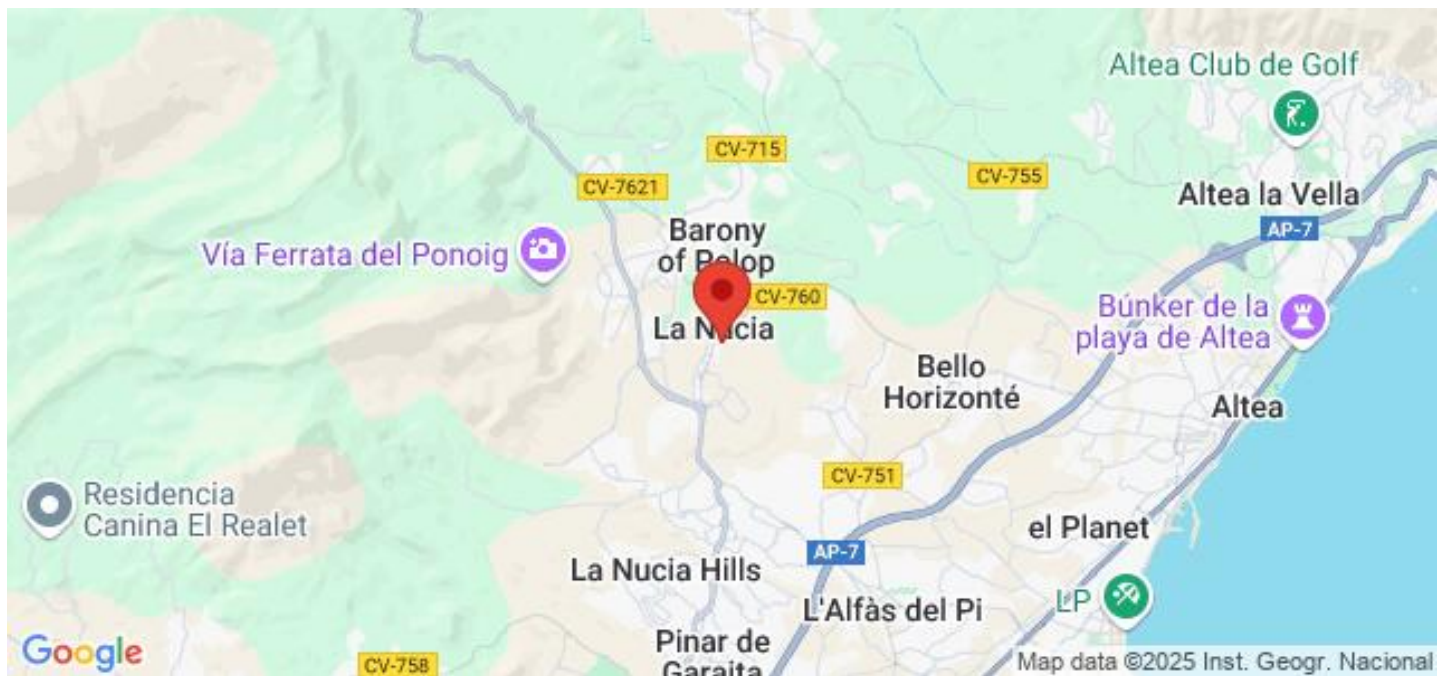 Altea Club de Golf
CV-715
CV-755
CV-7621
Altea la Vella
AP-7
Barony
of Polop
Vía Ferrata del Ponoig
CV-760
La Nucia
Búnker de la
playa de Altea
Bello
Horizonté
Altea
CV-751
Residencia
Canina El Realet
el Planet
AP-7
La Nucia Hills
LP
L'Alfàs del Pi
Pinar de
Garaita
Google
CV-758
Map data ©2025 Inst. Geogr. Nacional